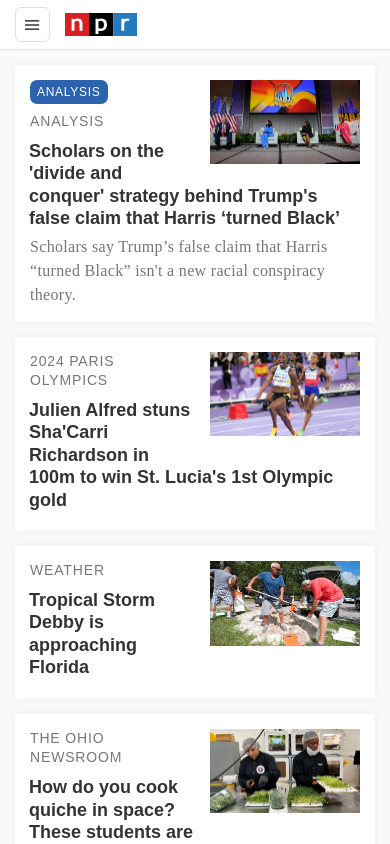 npr
ANALYSIS
ANALYSIS
Scholars on the
'divide and
conquer' strategy behind Trump's
false claim that Harris ‘turned Black’
Scholars say Trump’s false claim that Harris
“turned Black” isn't a new racial conspiracy
theory.
2024 PARIS
OLYMPICS
Julien Alfred stuns
Sha'Carri
Richardson in
100m to win St. Lucia's 1st Olympic
gold
WEATHER
Tropical Storm
Debby is
approaching
Florida
THE OHIO
NEWSROOM
How do you cook
quiche in space?
These students are